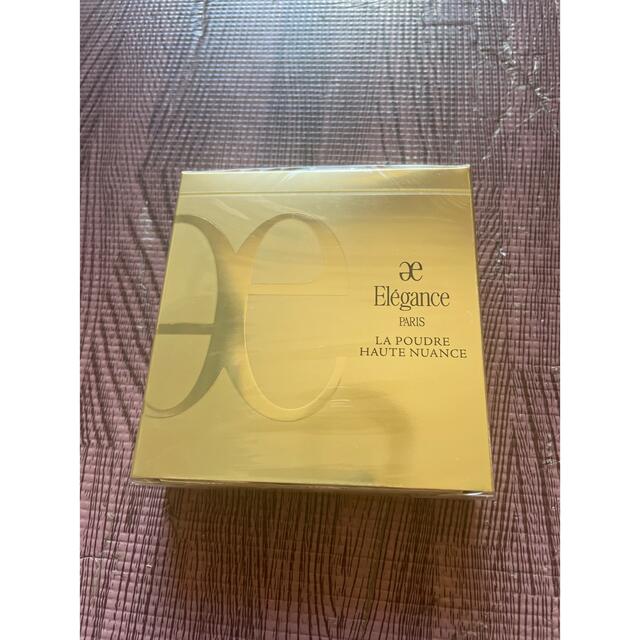 æ
Elégance
PARIS
LA POUDRE
HAUTE NUANCE